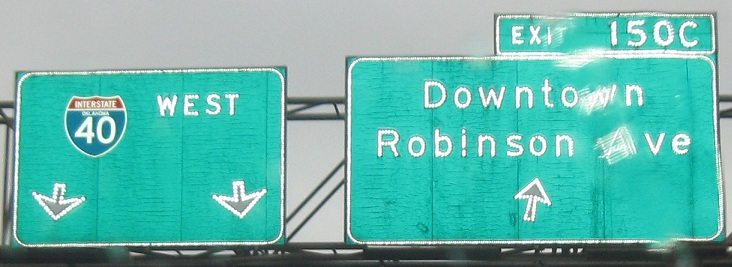 INTERSTATE
OKLAHOMA
40
WEST
EXIT 150C
Downtown
Robinson Ave